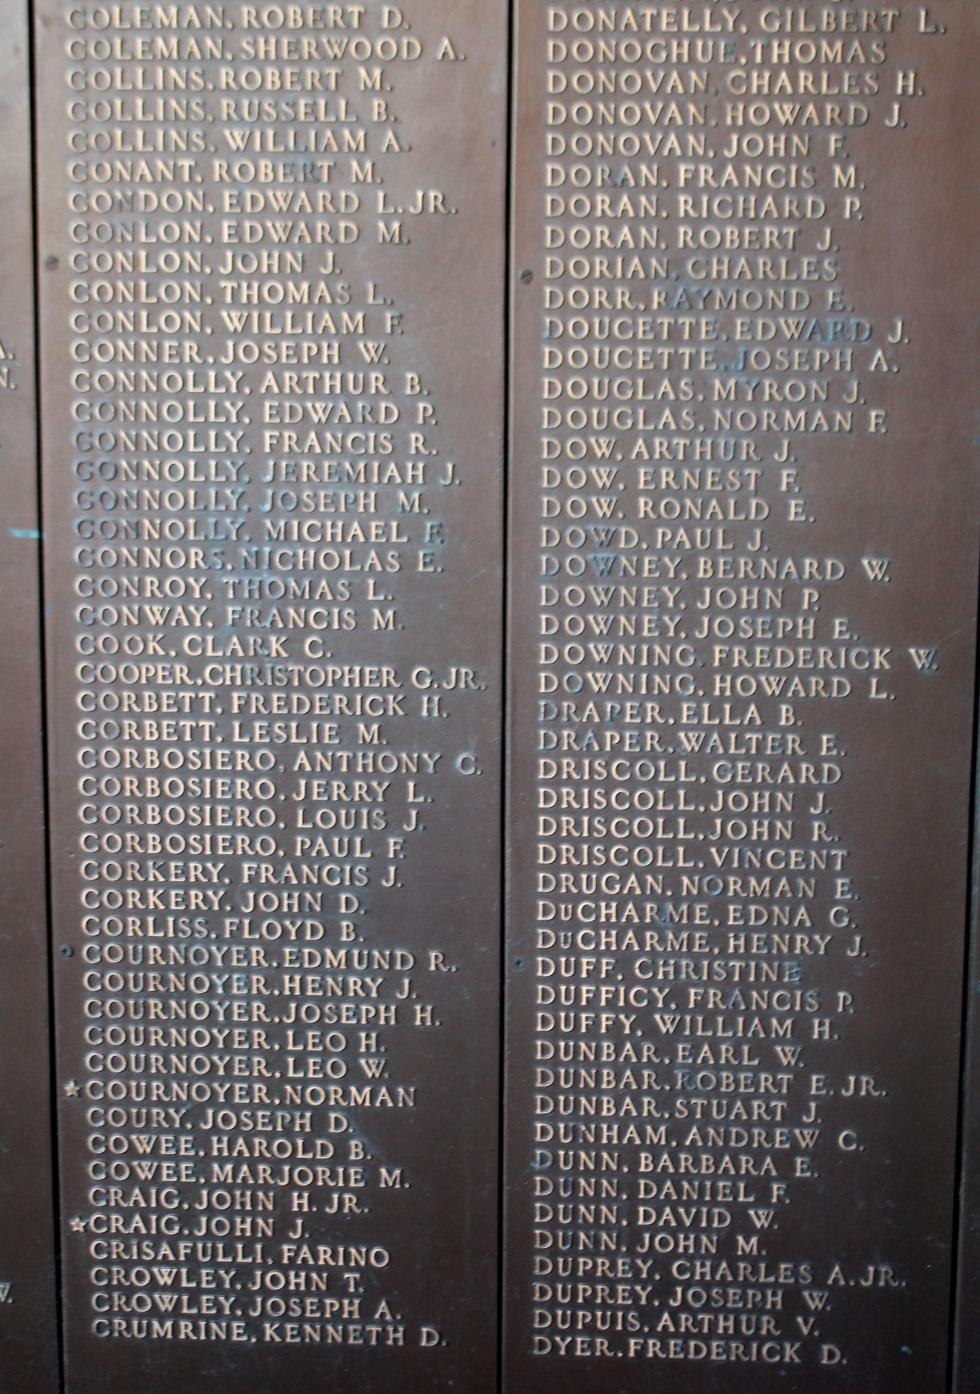 COLEMAN, ROBERT D.
COLEMAN, SHERWOOD A.
COLLINS, ROBERT M.
COLLINS, RUSSELL B.
COLLINS, WILLIAM A.
CONANT, ROBERT M.
CONDON, EDWARD L. JR.
CONLON, EDWARD M.
CONLON, JOHN J.
CONLON, THOMAS L.
CONLON, WILLIAM F.
CONNER, JOSEPH W.
CONNOLLY, ARTHUR B.
CONNOLLY, EDWARD P.
CONNOLLY, FRANCIS R.
CONNOLLY, JEREMIAH J.
CONNOLLY, JOSEPH M.
CONNOLLY, MICHAEL F.
CONNORS, NICHOLAS E.
CONROY, THOMAS L.
CONWAY, FRANCIS M.
COOK, CLARK C.
COOPER, CHRISTOPHER G. JR.
CORBETT, FREDERICK H.
CORBETT, LESLIE M.
CORBOSIERO, ANTHONY C.
CORBOSIERO, JERRY L.
CORBOSIERO, LOUIS J.
CORBOSIERO, PAUL F.
CORKERY, FRANCIS J.
CORKERY, JOHN D.
CORLISS, FLOYD B.
COURNOYER, EDMUND R.
COURNOYER, HENRY J.
COURNOYER, JOSEPH H.
COURNOYER, LEO H.
COURNOYER, LEO W.
★COURNOYER, NORMAN
COURY, JOSEPH D.
COWEE, HAROLD B.
COWEE, MARJORIE M.
CRAIG, JOHN H. JR.
★CRAIG, JOHN J.
CRISAFULLI, FARINO
CROWLEY, JOHN T.
CROWLEY, JOSEPH A.
CRUMRINE, KENNETH D.
DONATELLY, GILBERT L.
DONOGHUE, THOMAS
DONOVAN, CHARLES H.
DONOVAN, HOWARD J.
DONOVAN, JOHN F.
DORAN, FRANCIS M.
DORAN, RICHARD P.
DORAN, ROBERT J.
DORIAN, CHARLES
DORR, RAYMOND E.
DOUCETTE, EDWARD J.
DOUCETTE, JOSEPH A.
DOUGLAS, MYRON J.
DOUGLAS, NORMAN F.
DOW, ARTHUR J.
DOW, ERNEST F.
DOW, RONALD E.
DOWD, PAUL J.
DOWNEY, BERNARD W.
DOWNEY, JOHN P.
DOWNEY, JOSEPH E.
DOWNING, FREDERICK W.
DOWNING, HOWARD L.
DRAPER, ELLA B.
DRAPER, WALTER E.
DRISCOLL, GERARD
DRISCOLL, JOHN J.
DRISCOLL, JOHN R.
DRISCOLL, VINCENT
DRUGAN, NORMAN E.
DuCHARME, EDNA G.
DuCHARME, HENRY J.
DUFF, CHRISTINE
DUFFICY, FRANCIS P.
DUFFY, WILLIAM H.
DUNBAR, EARL W.
DUNBAR, ROBERT E. JR.
DUNBAR, STUART J.
DUNHAM, ANDREW C.
DUNN, BARBARA E.
DUNN, DANIEL F.
DUNN, DAVID W.
DUNN, JOHN M.
DUPREY, CHARLES A. JR.
DUPREY, JOSEPH W.
DUPUIS, ARTHUR V.
DYER, FREDERICK D.